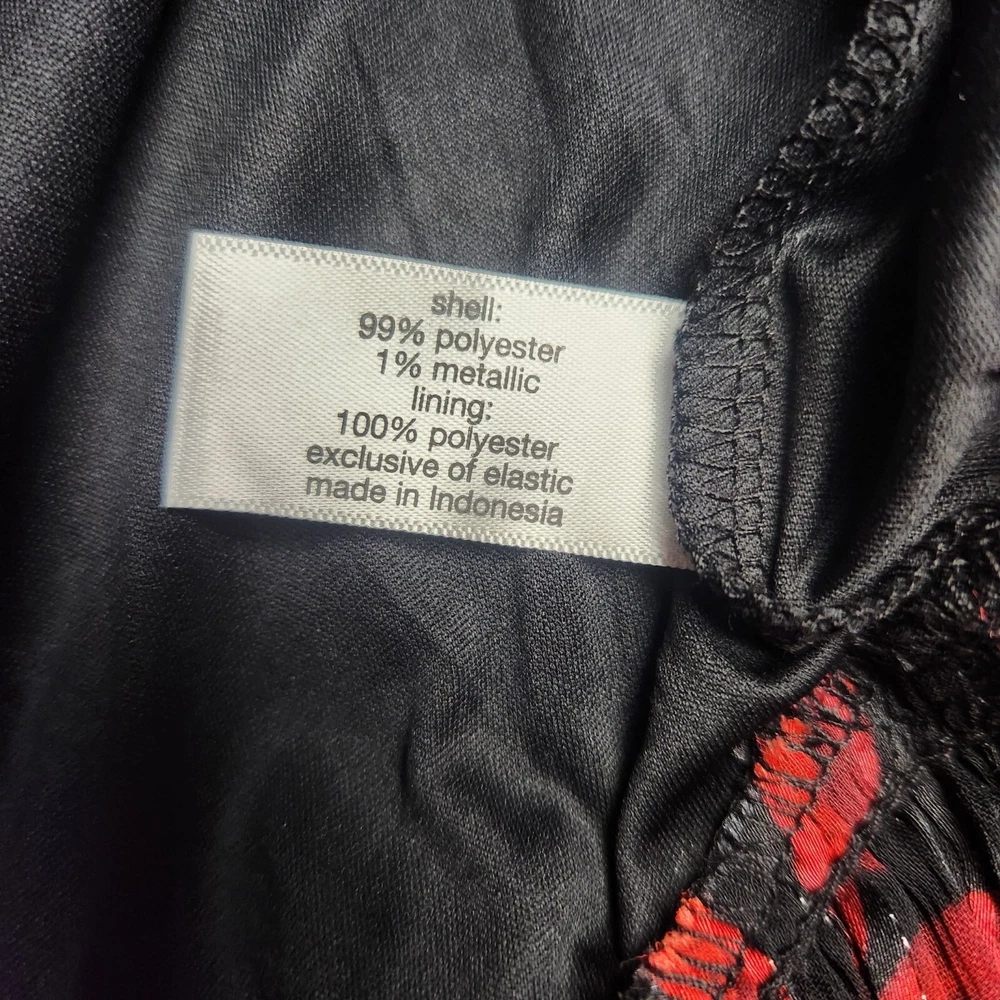 shell:
99% polyester
1% metallic
lining:
100% polyester
exclusive of elastic
made in Indonesia